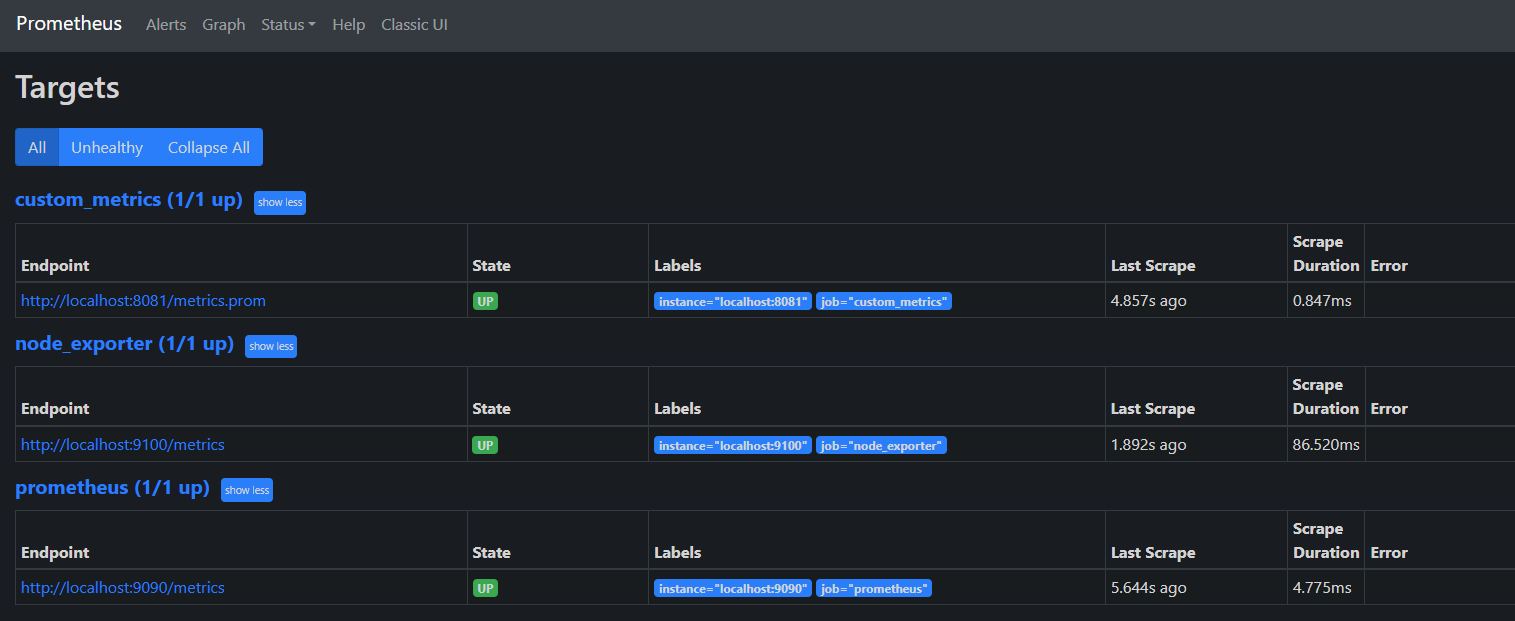 Prometheus Alerts Graph Status Help Classic UI
Targets
All Unhealthy Collapse All
custom_metrics (1/1 up) show less
Endpoint State Labels Last Scrape Scrape Duration Error
http://localhost:8081/metrics.prom UP instance="localhost:8081" job="custom_metrics" 4.857s ago 0.847ms
node_exporter (1/1 up) show less
Endpoint State Labels Last Scrape Scrape Duration Error
http://localhost:9100/metrics UP instance="localhost:9100" job="node_exporter" 1.892s ago 86.520ms
prometheus (1/1 up) show less
Endpoint State Labels Last Scrape Scrape Duration Error
http://localhost:9090/metrics UP instance="localhost:9090" job="prometheus" 5.644s ago 4.775ms